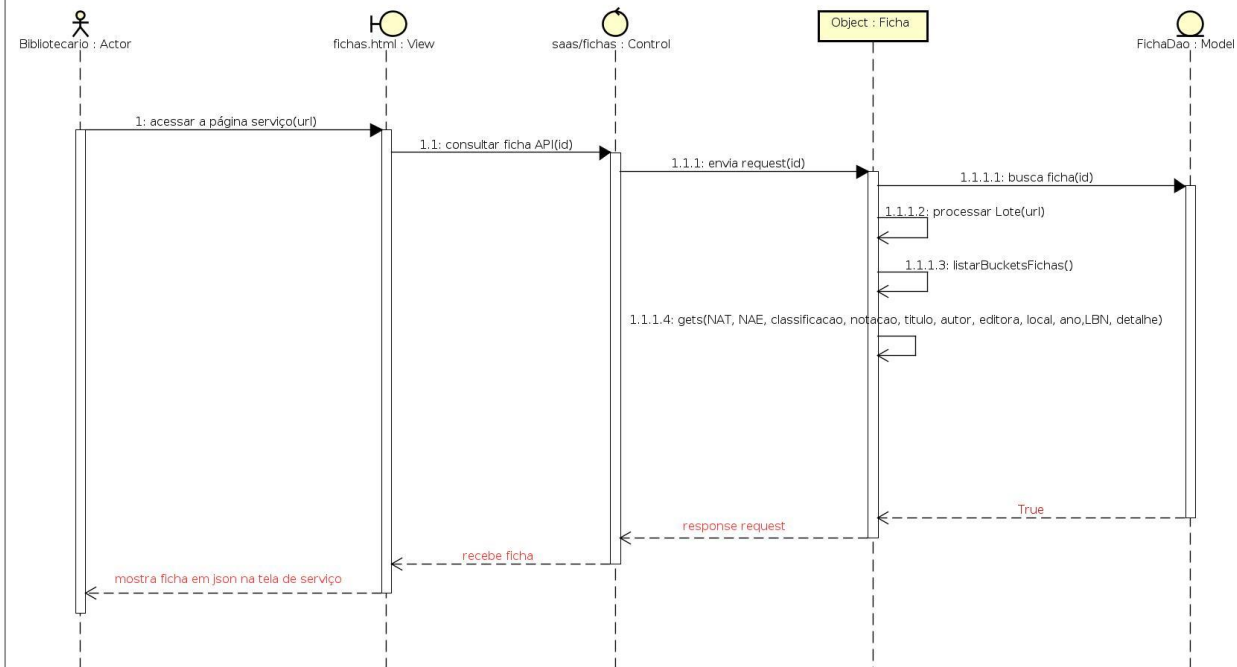 Bibliotecario : Actor
fichas.html : View
saas/fichas : Control
Object : Ficha
FichaDao : Model
1: acessar a página serviço(url)
1.1: consultar ficha API(id)
1.1.1: envia request(id)
1.1.1.1: busca ficha(id)
1.1.1.2: processar Lote(url)
1.1.1.3: listarBucketsFichas()
1.1.1.4: gets(NAT, NAE, classificacao, notacao, titulo, autor, editora, local, ano,LBN, detalhe)
True
response request
recebe ficha
mostra ficha em json na tela de serviço